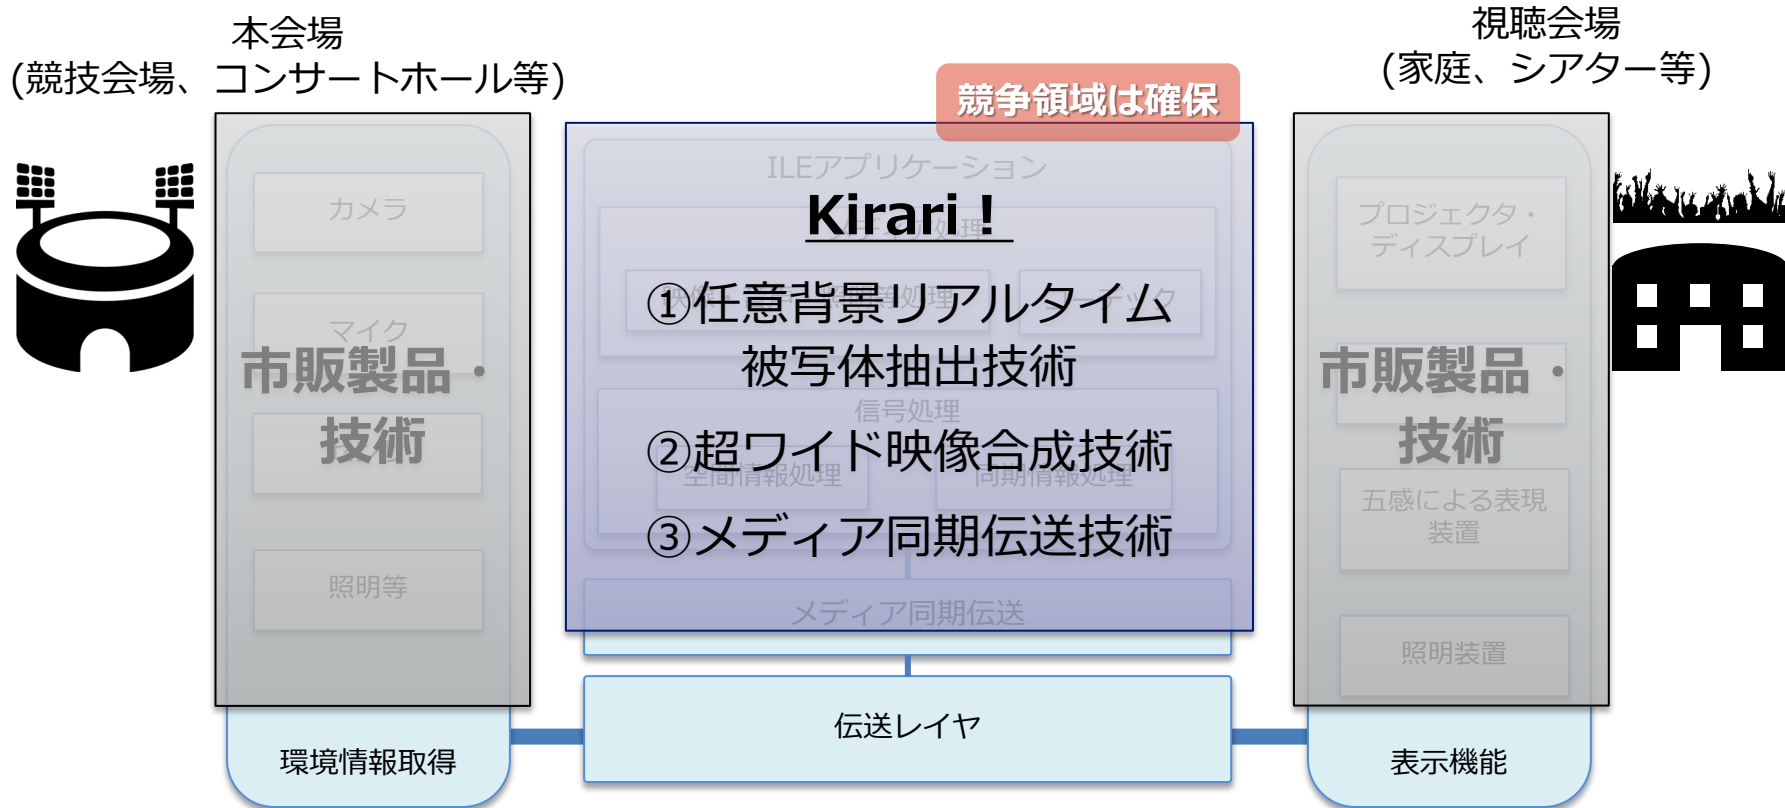 本会場
(競技会場、コンサートホール等)
視聴会場
(家庭、シアター等)
競争領域は確保
カメラ
マイク
市販製品・
技術
照明等
環境情報取得
ILEアプリケーション
Kirari！
メディア処理
①任意背景リアルタイム
被写体抽出技術
信号処理
②超ワイド映像合成技術
空間情報処理
同期情報処理
③メディア同期伝送技術
メディア同期伝送
伝送レイヤ
プロジェクタ・
ディスプレイ
市販製品・
技術
五感による表現
装置
照明装置
表示機能